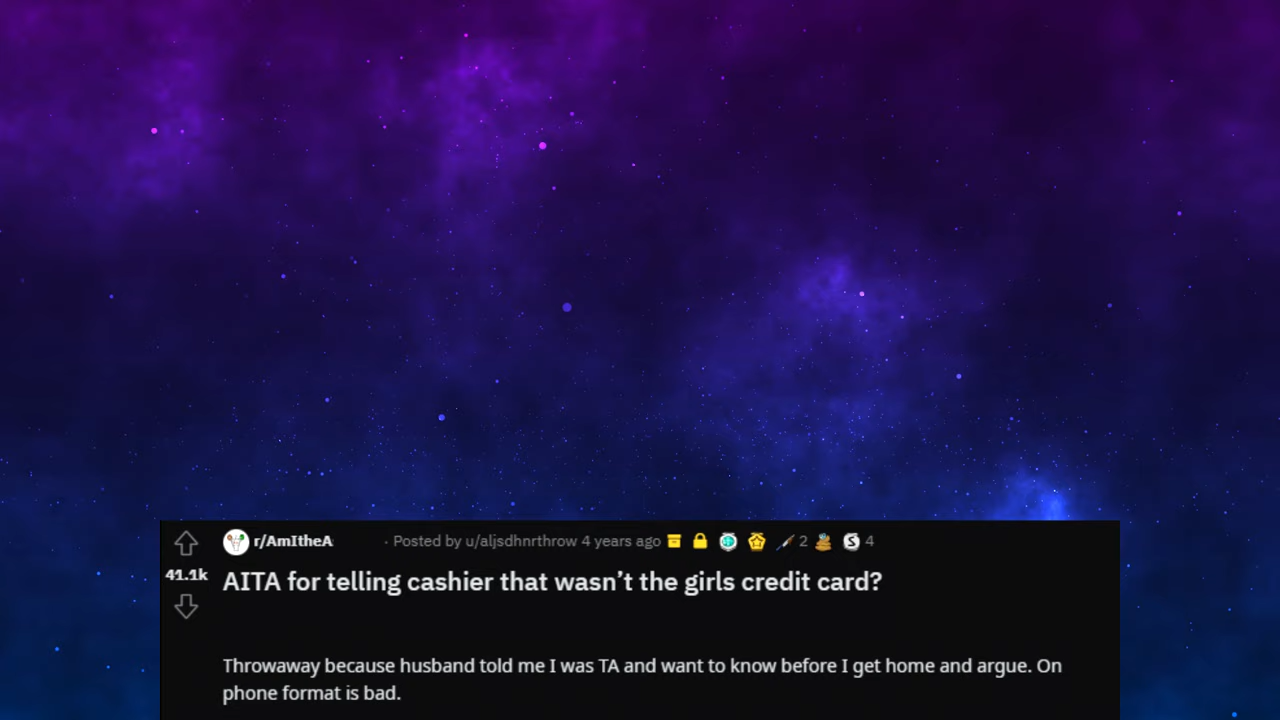 r/AmItheA · Posted by u/aljsdhnrthrow 4 years ago 2 4
41.1k
AITA for telling cashier that wasn’t the girls credit card?
Throwaway because husband told me I was TA and want to know before I get home and argue. On
phone format is bad.